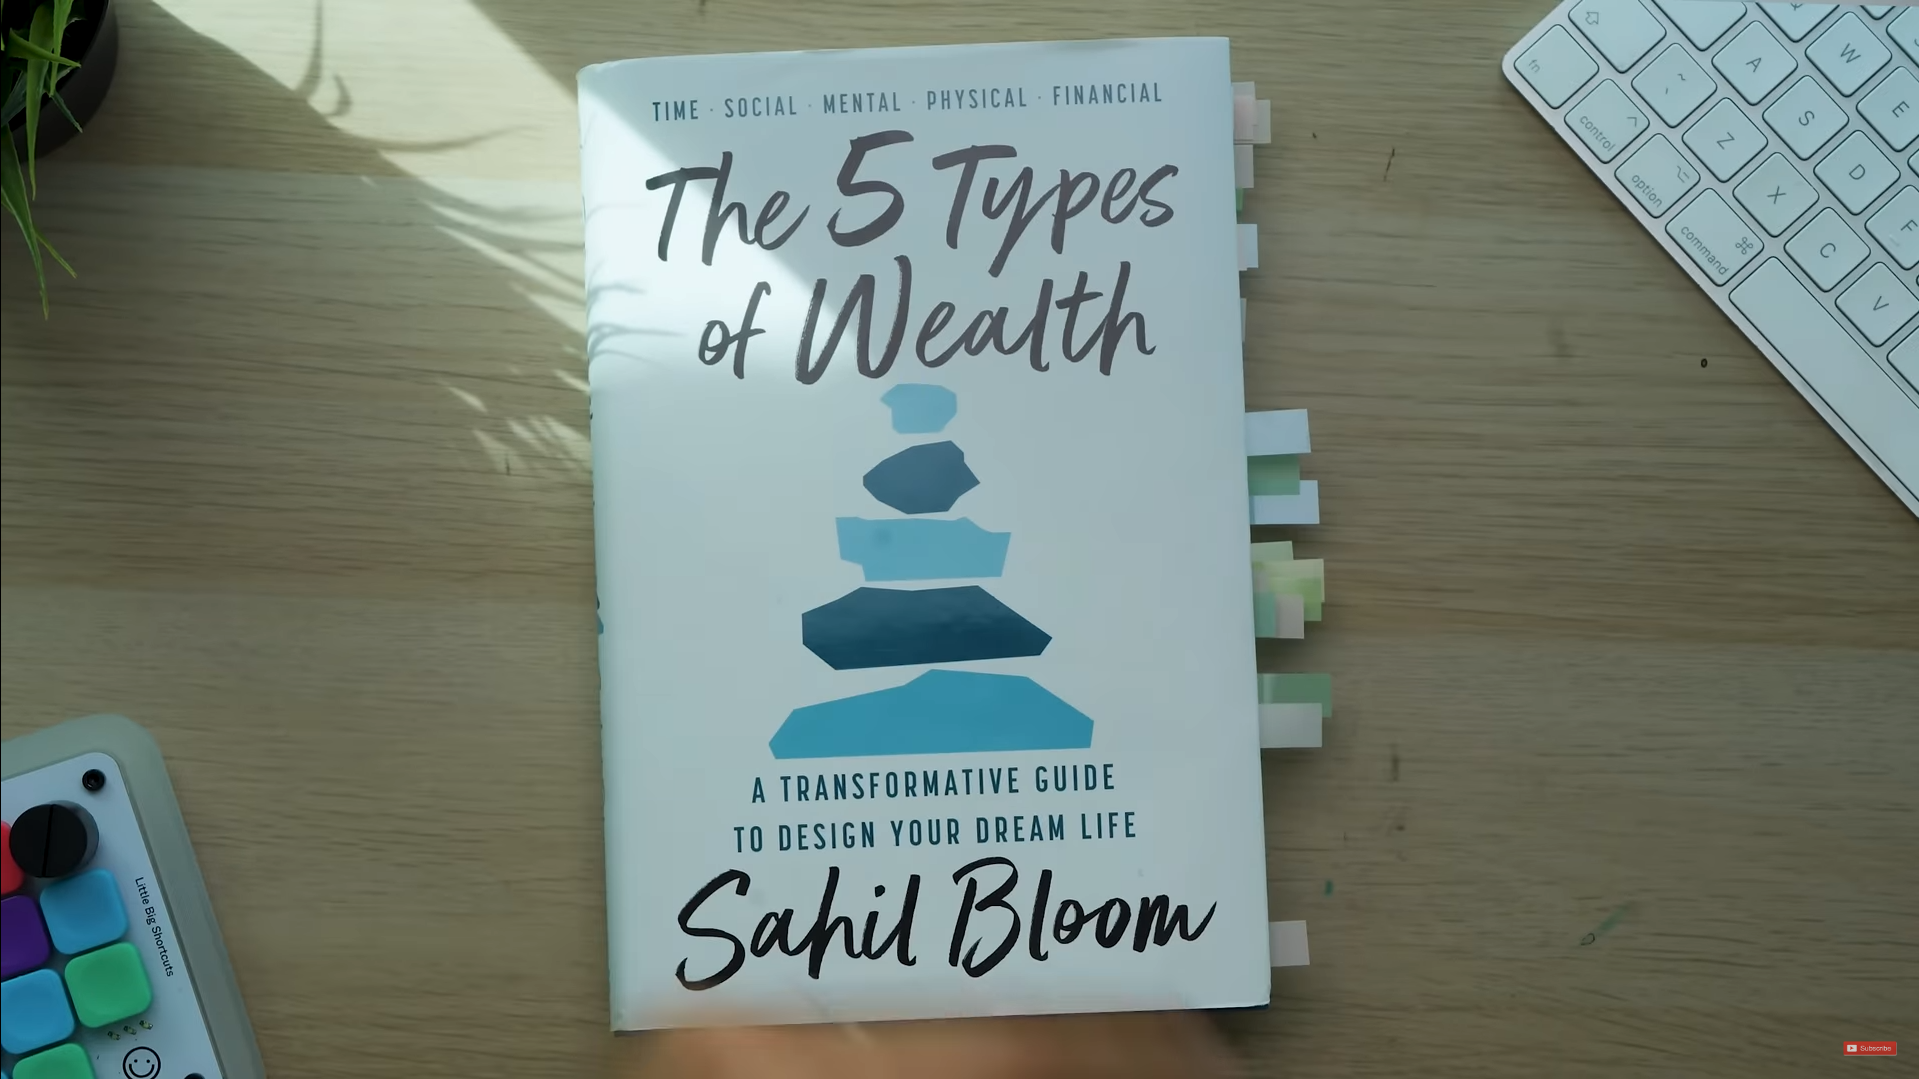 TIME · SOCIAL · MENTAL · PHYSICAL · FINANCIAL
The 5 Types
of Wealth
A TRANSFORMATIVE GUIDE
TO DESIGN YOUR DREAM LIFE
Sahil Bloom
fn
control
option
command
A
W
E
~
Z
S
D
X
C
F
V
Little Big Shortcuts
Subscribe